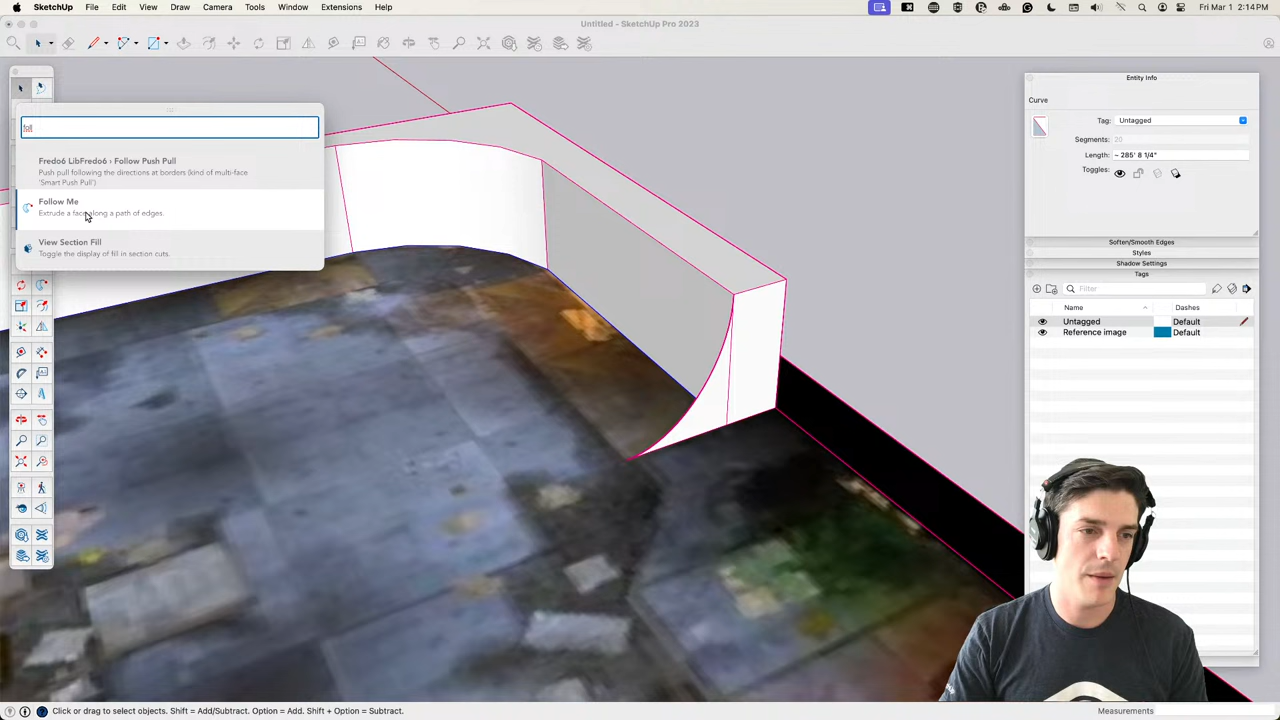 SketchUp File Edit View Draw Camera Tools Window Extensions Help
Fri Mar 1 2:14 PM
Untitled - SketchUp Pro 2023
foll
Fredo6 LibFredo6 › Follow Push Pull
Push pull following the directions at borders (kind of multi-face
'Smart Push Pull')
Follow Me
Extrude a face along a path of edges.
View Section Fill
Toggle the display of fill in section cuts.
Entity Info
Curve
Tag: Untagged
Segments: 20
Length: ~ 285' 8 1/4"
Toggles:
Soften/Smooth Edges
Styles
Shadow Settings
Tags
Filter
Name Dashes
Untagged Default
Reference image Default
Click or drag to select objects. Shift = Add/Subtract. Option = Add. Shift + Option = Subtract.
Measurements